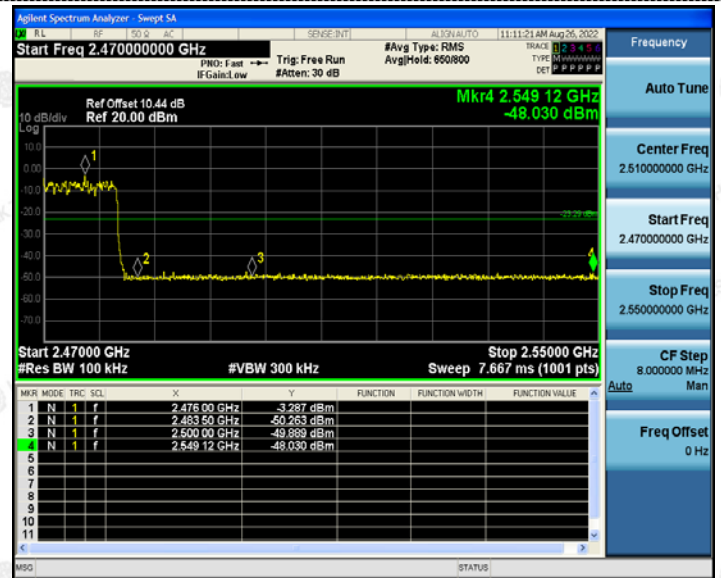 Agilent Spectrum Analyzer - Swept SA
RL RF 50 Ω AC SENSE:INT ALIGNAUTO 11:11:21 AM Aug 26, 2022
Start Freq 2.470000000 GHz
PNO: Fast Trig: Free Run
IFGain:Low #Atten: 30 dB
#Avg Type: RMS
Avg|Hold: 650/800
TRACE 1 2 3 4 5 6
TYPE M
DET P P P P P P
Ref Offset 10.44 dB
10 dB/div Ref 20.00 dBm
Log
Mkr4 2.549 12 GHz
-48.030 dBm
10.0
0.00
-10.0
-20.0
-30.0
-40.0
-50.0
-60.0
-70.0
1
2
3
4
-23.29 dBm
Start 2.47000 GHz Stop 2.55000 GHz
#Res BW 100 kHz #VBW 300 kHz Sweep 7.667 ms (1001 pts)
MKR MODE TRC SCL X Y FUNCTION FUNCTION WIDTH FUNCTION VALUE
1 N 1 f 2.476 00 GHz -3.287 dBm
2 N 1 f 2.483 50 GHz -50.263 dBm
3 N 1 f 2.500 00 GHz -49.889 dBm
4 N 1 f 2.549 12 GHz -48.030 dBm
5
6
7
8
9
10
11
MSG STATUS
Frequency
Auto Tune
Center Freq
2.510000000 GHz
Start Freq
2.470000000 GHz
Stop Freq
2.550000000 GHz
CF Step
8.000000 MHz
Auto Man
Freq Offset
0 Hz